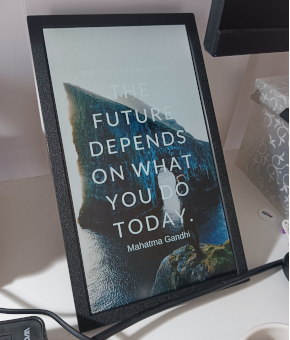 THE
FUTURE
DEPENDS
ON WHAT
YOU DO
TODAY.
Mahatma Gandhi